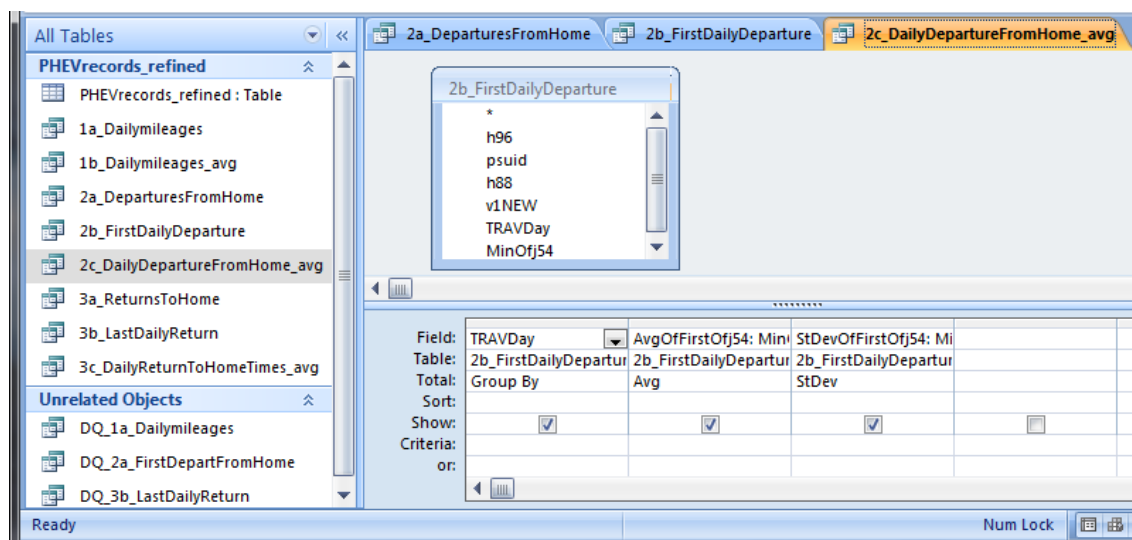 All Tables
PHEVrecords_refined
PHEVrecords_refined : Table
1a_Dailymileages
1b_Dailymileages_avg
2a_DeparturesFromHome
2b_FirstDailyDeparture
2c_DailyDepartureFromHome_avg
3a_ReturnsToHome
3b_LastDailyReturn
3c_DailyReturnToHomeTimes_avg
Unrelated Objects
DQ_1a_Dailymileages
DQ_2a_FirstDepartFromHome
DQ_3b_LastDailyReturn
2a_DeparturesFromHome 2b_FirstDailyDeparture 2c_DailyDepartureFromHome_avg
2b_FirstDailyDeparture
*
h96
psuid
h88
v1NEW
TRAVDay
MinOfj54
Field: TRAVDay AvgOfFirstOfj54: Min StDevOfFirstOfj54: Mi
Table: 2b_FirstDailyDepartur 2b_FirstDailyDepartur 2b_FirstDailyDepartur
Total: Group By Avg StDev
Sort:
Show:
Criteria:
or:
Ready Num Lock